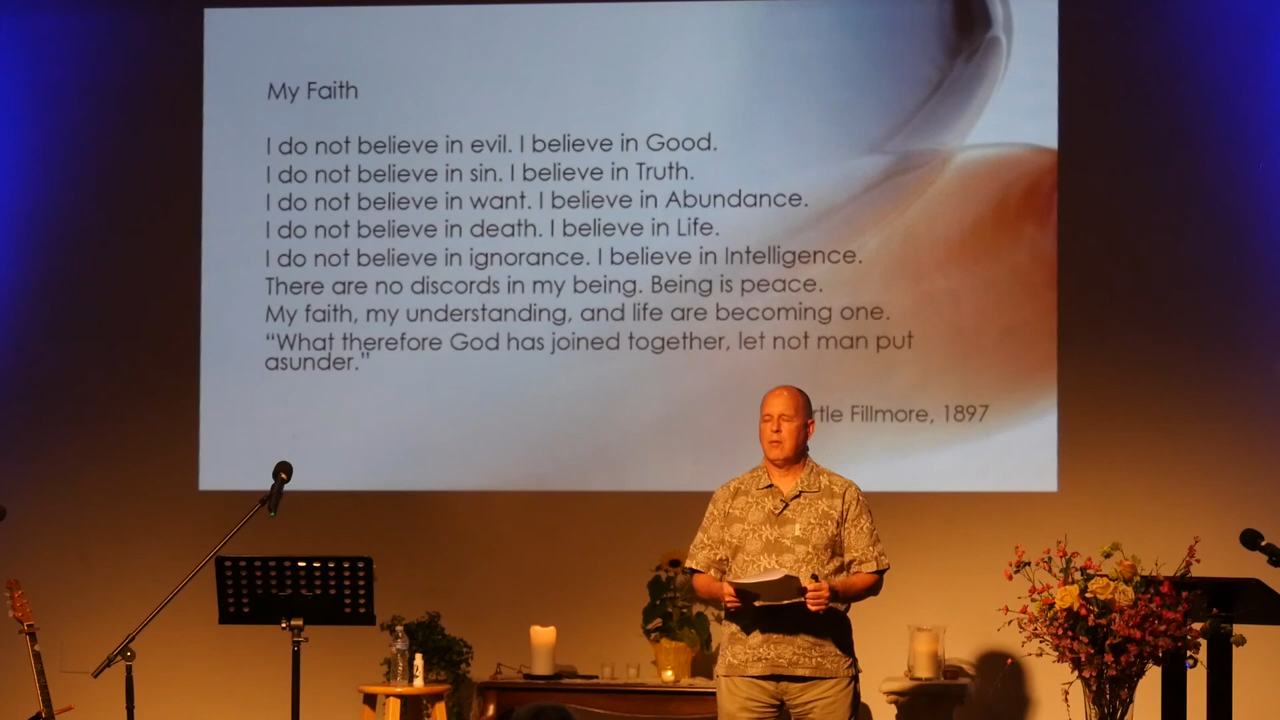 My Faith
I do not believe in evil. I believe in Good.
I do not believe in sin. I believe in Truth.
I do not believe in want. I believe in Abundance.
I do not believe in death. I believe in Life.
I do not believe in ignorance. I believe in Intelligence.
There are no discords in my being. Being is peace.
My faith, my understanding, and life are becoming one.
“What therefore God has joined together, let not man put
asunder.”
Fillmore, 1897